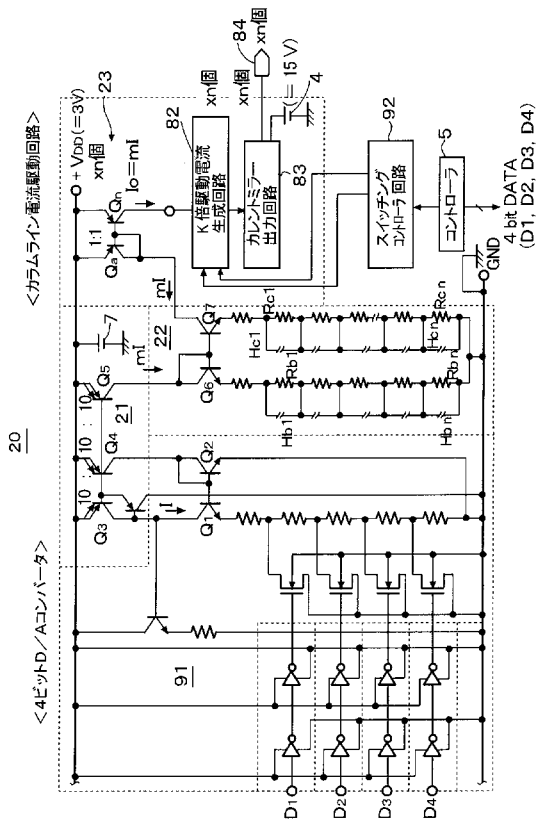 20
<4ビットD/Aコンバータ>
<カラムライン電流駆動回路>
+VDD(=3V)
xn個
23
1:1
Qa
Qn
Io=mI
mI
82
xn個
K倍駆動電流
生成回路
xn個
84
xn個
カレントミラー
出力回路
83
(=15V)
4
92
スイッチング
コントローラ回路
5
コントローラ
4 bit DATA
(D1, D2, D3, D4)
GND
10 : 10 10
Q3
Q4
Q5
21
7
22
mI
I
Q1
Q2
Q6
Q7
Hb1
Rb1
Hc1
Rc1
Hbn
Rbn
Hcn
Rcn
91
D1
D2
D3
D4